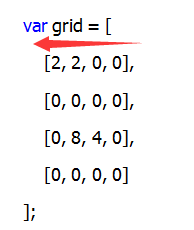 var grid = [
[2, 2, 0, 0],
[0, 0, 0, 0],
[0, 8, 4, 0],
[0, 0, 0, 0]
];